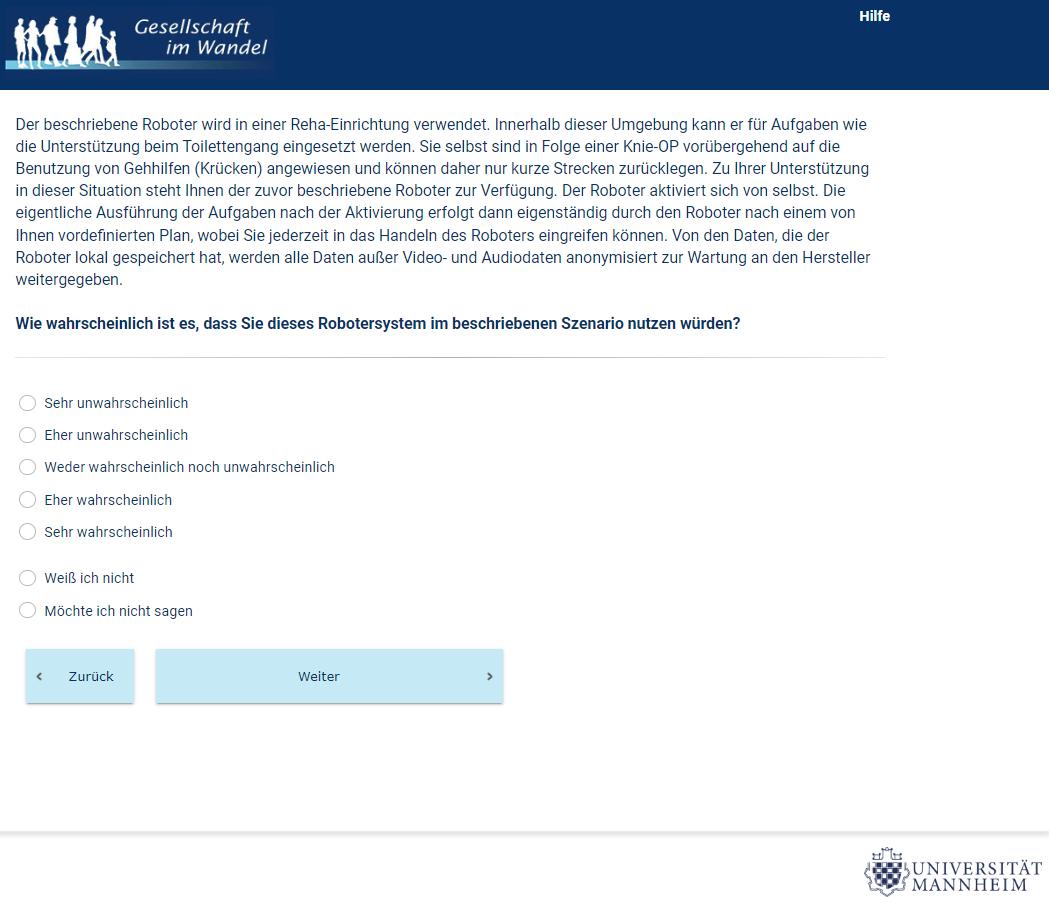 Gesellschaft
im Wandel
Hilfe
Der beschriebene Roboter wird in einer Reha-Einrichtung verwendet. Innerhalb dieser Umgebung kann er für Aufgaben wie
die Unterstützung beim Toilettengang eingesetzt werden. Sie selbst sind in Folge einer Knie-OP vorübergehend auf die
Benutzung von Gehhilfen (Krücken) angewiesen und können daher nur kurze Strecken zurücklegen. Zu Ihrer Unterstützung
in dieser Situation steht Ihnen der zuvor beschriebene Roboter zur Verfügung. Der Roboter aktiviert sich von selbst. Die
eigentliche Ausführung der Aufgaben nach der Aktivierung erfolgt dann eigenständig durch den Roboter nach einem von
Ihnen vordefinierten Plan, wobei Sie jederzeit in das Handeln des Roboters eingreifen können. Von den Daten, die der
Roboter lokal gespeichert hat, werden alle Daten außer Video- und Audiodaten anonymisiert zur Wartung an den Hersteller
weitergegeben.
Wie wahrscheinlich ist es, dass Sie dieses Robotersystem im beschriebenen Szenario nutzen würden?
Sehr unwahrscheinlich
Eher unwahrscheinlich
Weder wahrscheinlich noch unwahrscheinlich
Eher wahrscheinlich
Sehr wahrscheinlich
Weiß ich nicht
Möchte ich nicht sagen
Zurück
Weiter
UNIVERSITÄT
MANNHEIM